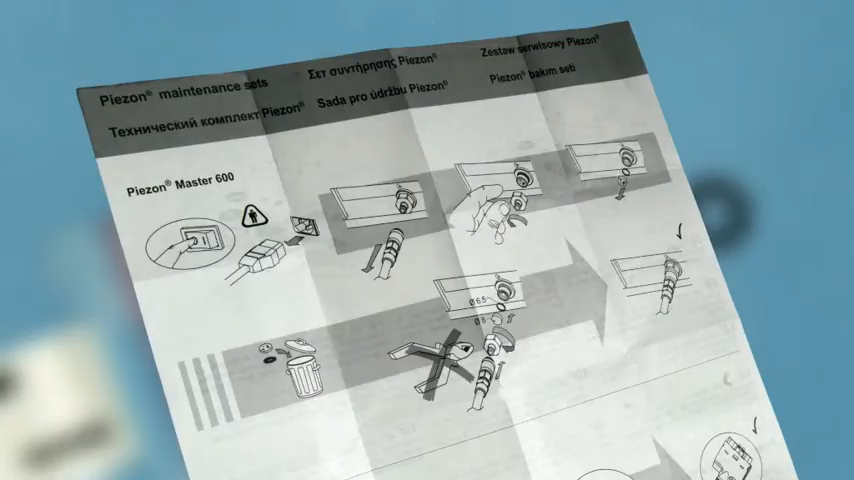 Piezon® maintenance sets
Σετ συντήρησης Piezon®
Zestaw serwisowy Piezon®
Технический комплект Piezon®
Sada pro údržbu Piezon®
Piezon® bakım seti
Piezon® Master 600
Ø 6.5